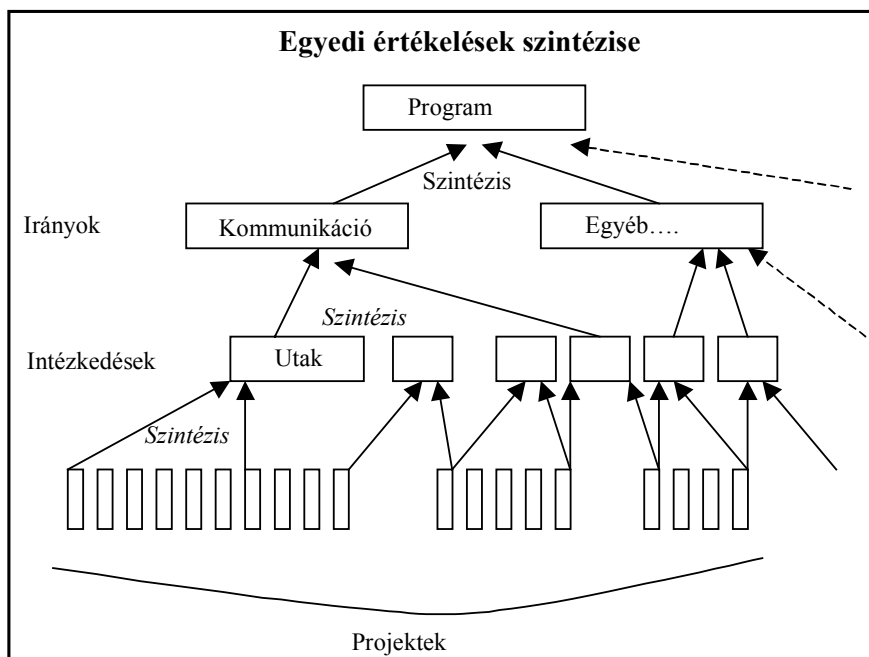 Egyedi értékelések szintézise
Program
Szintézis
Irányok
Kommunikáció
Egyéb….
Szintézis
Intézkedések
Utak
Szintézis
Projektek